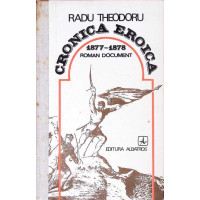 RADU THEODORU
CRONICA EROICA
1877-1878
ROMAN DOCUMENT
EDITURA ALBATROS